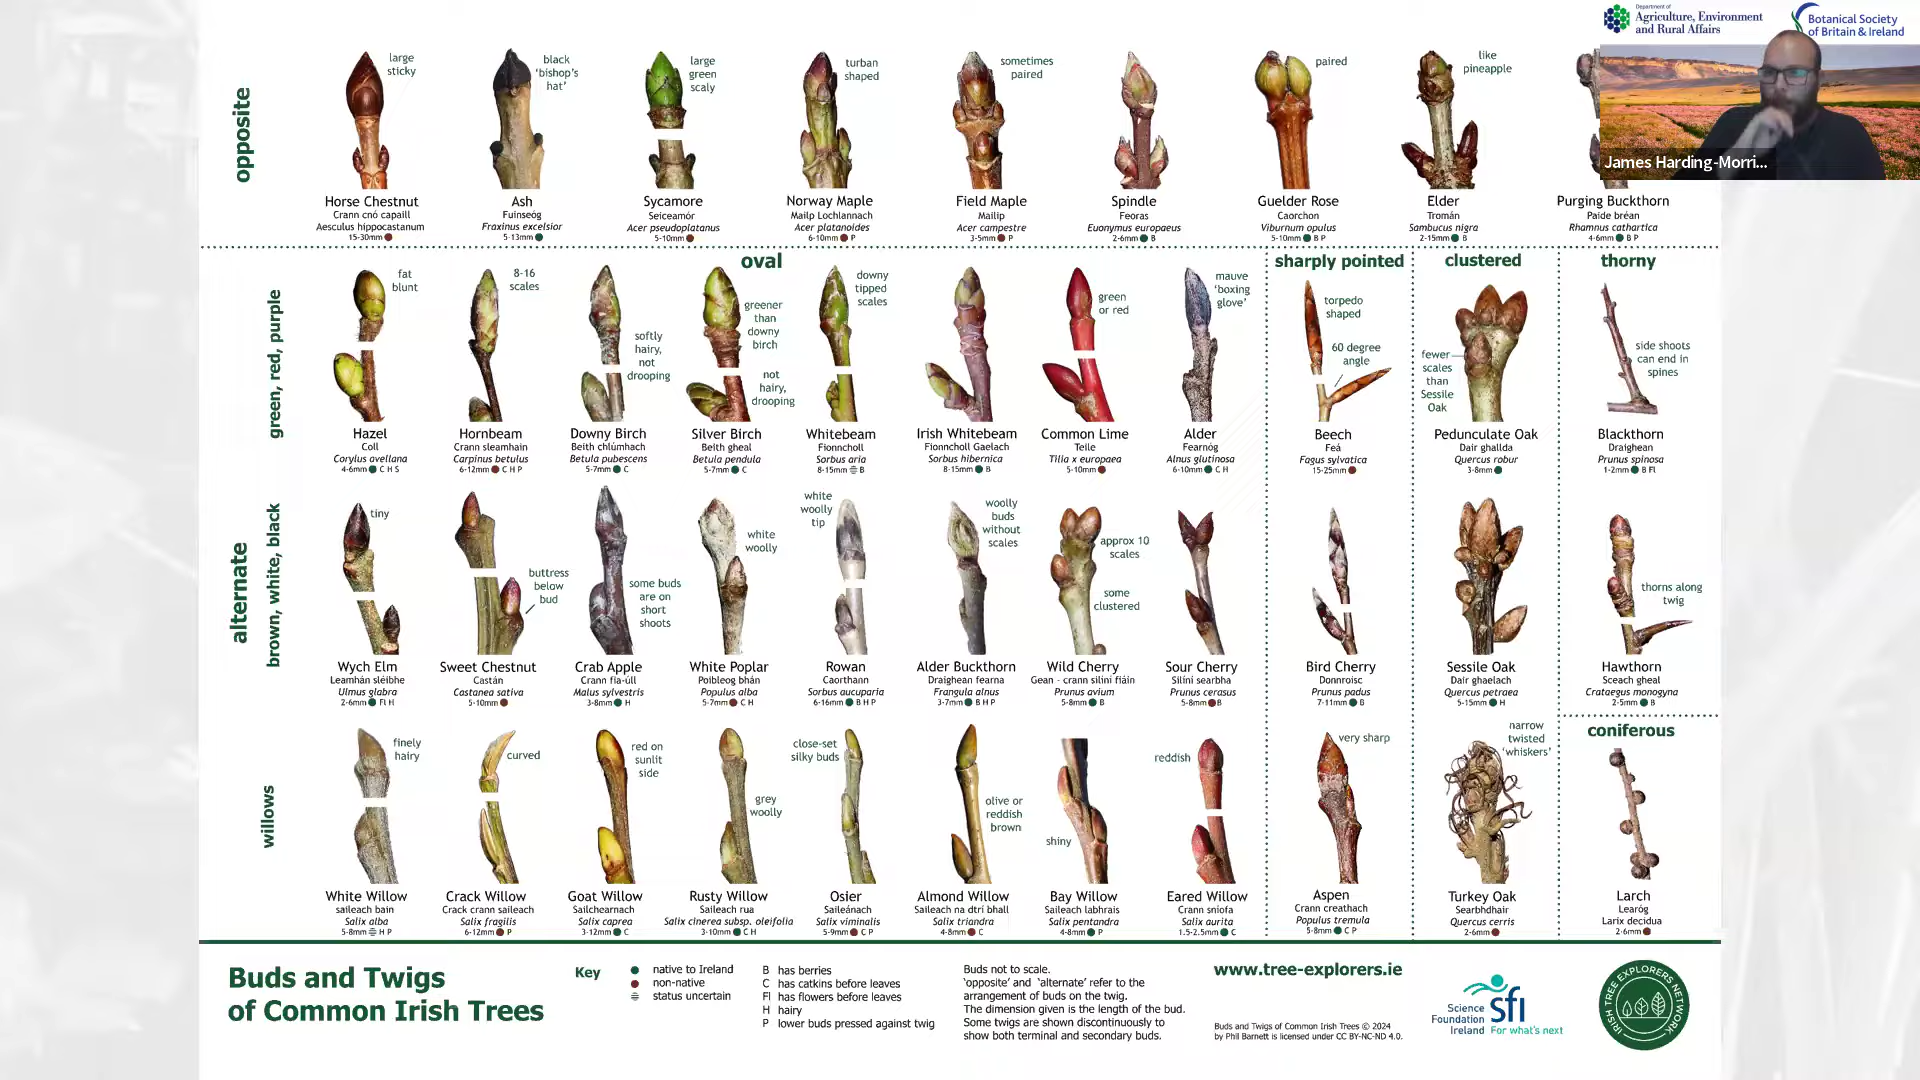 Department of
Agriculture, Environment
and Rural Affairs
Botanical Society
of Britain & Ireland
James Harding-Morri...
opposite
large
sticky
Horse Chestnut
Crann cnó capaill
Aesculus hippocastanum
15-30mm
black
'bishop's
hat'
Ash
Fuinseóg
Fraxinus excelsior
5-13mm
large
green
scaly
Sycamore
Seiceamór
Acer pseudoplatanus
5-10mm
turban
shaped
Norway Maple
Mailp Lochlannach
Acer platanoides
6-10mm P
sometimes
paired
Field Maple
Mailip
Acer campestre
3-5mm P
Spindle
Feoras
Euonymus europaeus
2-6mm B
paired
Guelder Rose
Caorchon
Viburnum opulus
5-10mm B P
like
pineapple
Elder
Tromán
Sambucus nigra
2-15mm B
Purging Buckthorn
Paide bréan
Rhamnus cathartica
4-6mm B P
alternate
green, red, purple
oval
sharply pointed
clustered
thorny
fat
blunt
Hazel
Coll
Corylus avellana
4-6mm C H S
8-16
scales
Hornbeam
Crann sleamhain
Carpinus betulus
6-12mm C H P
softly
hairy,
not
drooping
Downy Birch
Beith chlúmhach
Betula pubescens
5-7mm C
greener
than
downy
birch
not
hairy,
drooping
Silver Birch
Beith gheal
Betula pendula
5-7mm C
downy
tipped
scales
Whitebeam
Fionncholl
Sorbus aria
8-15mm B
Irish Whitebeam
Fionncholl Gaelach
Sorbus hibernica
8-15mm B
green
or red
Common Lime
Teile
Tilia x europaea
5-10mm
mauve
'boxing
glove'
Alder
Fearnóg
Alnus glutinosa
6-10mm C H
torpedo
shaped
60 degree
angle
Beech
Feá
Fagus sylvatica
15-25mm
fewer
scales
than
Sessile
Oak
Pedunculate Oak
Dair ghallda
Quercus robur
3-8mm
side shoots
can end in
spines
Blackthorn
Draighean
Prunus spinosa
1-2mm B Fl
brown, white, black
tiny
Wych Elm
Leamhán sléibhe
Ulmus glabra
2-6mm Fl H
buttress
below
bud
Sweet Chestnut
Castán
Castanea sativa
5-10mm
some buds
are on
short
shoots
Crab Apple
Crann fia-úll
Malus sylvestris
3-8mm H
white
woolly
White Poplar
Poibleog bhán
Populus alba
5-7mm C H
white
woolly
tip
Rowan
Caorthann
Sorbus aucuparia
6-16mm B H P
woolly
buds
without
scales
Alder Buckthorn
Draighean fearna
Frangula alnus
3-7mm B H P
approx 10
scales
some
clustered
Wild Cherry
Gean - crann silíní fiáin
Prunus avium
5-8mm B
Sour Cherry
Silíní searbha
Prunus cerasus
5-8mm B
Bird Cherry
Donnroisc
Prunus padus
7-11mm B
Sessile Oak
Dair ghaelach
Quercus petraea
5-15mm H
thorns along
twig
Hawthorn
Sceach gheal
Crataegus monogyna
2-5mm B
willows
finely
hairy
White Willow
saileach bain
Salix alba
5-8mm H P
curved
Crack Willow
Crack crann saileach
Salix fragilis
6-12mm P
red on
sunlit
side
Goat Willow
Sailchearnach
Salix caprea
3-12mm C
grey
woolly
Rusty Willow
Saileach rua
Salix cinerea subsp. oleifolia
3-10mm C H
close-set
silky buds
Osier
Saileánach
Salix viminalis
5-9mm C P
olive or
reddish
brown
Almond Willow
Saileach na dtrí bhall
Salix triandra
4-8mm C
shiny
Bay Willow
Saileach labhrais
Salix pentandra
4-8mm P
reddish
Eared Willow
Crann sníofa
Salix aurita
1.5-2.5mm C
very sharp
Aspen
Crann creathach
Populus tremula
5-8mm C P
narrow
twisted
'whiskers'
Turkey Oak
Searbhdhair
Quercus cerris
2-6mm
coniferous
Larch
Learóg
Larix decidua
2-6mm
Buds and Twigs
of Common Irish Trees
Key
native to Ireland
non-native
status uncertain
B has berries
C has catkins before leaves
Fl has flowers before leaves
H hairy
P lower buds pressed against twig
Buds not to scale.
'opposite' and 'alternate' refer to the
arrangement of buds on the twig.
The dimension given is the length of the bud.
Some twigs are shown discontinuously to
show both terminal and secondary buds.
www.tree-explorers.ie
Buds and Twigs of Common Irish Trees © 2024
by Phil Barnett is licensed under CC BY-NC-ND 4.0.
sfi
Science
Foundation
Ireland For what's next
IRISH TREE EXPLORERS NETWORK